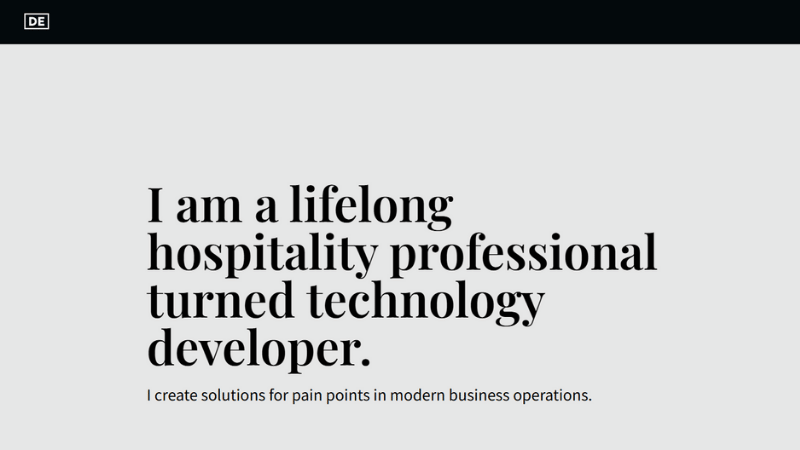 DE
I am a lifelong
hospitality professional
turned technology
developer.
I create solutions for pain points in modern business operations.